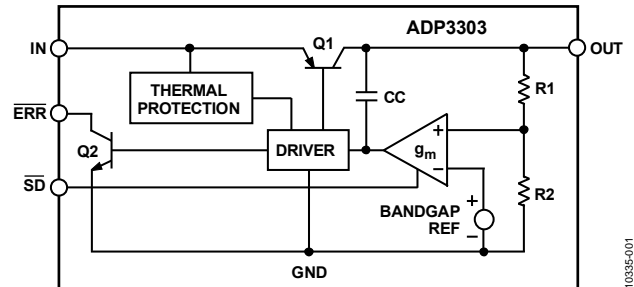 ADP3303
IN
Q1
OUT
THERMAL
PROTECTION
CC
R1
ERR
Q2
DRIVER
+
gm
−
R2
SD
BANDGAP
REF
+
−
GND
10335-001